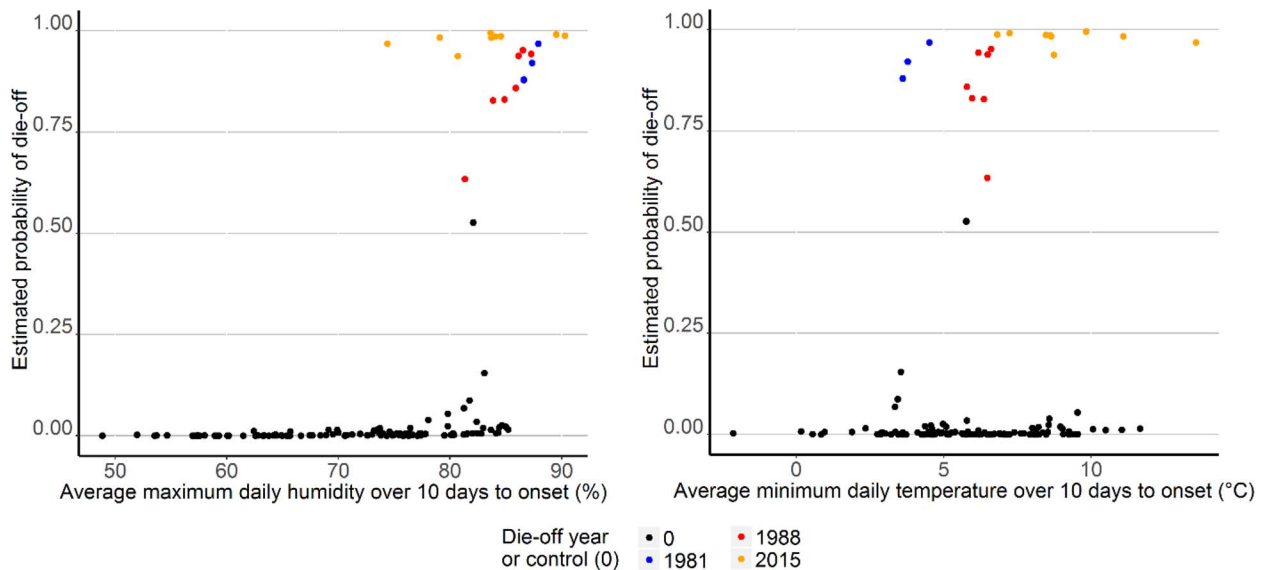 Estimated probability of die-off
1.00
0.75
0.50
0.25
0.00
50 60 70 80 90
Average maximum daily humidity over 10 days to onset (%)
Estimated probability of die-off
1.00
0.75
0.50
0.25
0.00
0 5 10
Average minimum daily temperature over 10 days to onset (°C)
Die-off year
or control (0)
0
1981
1988
2015